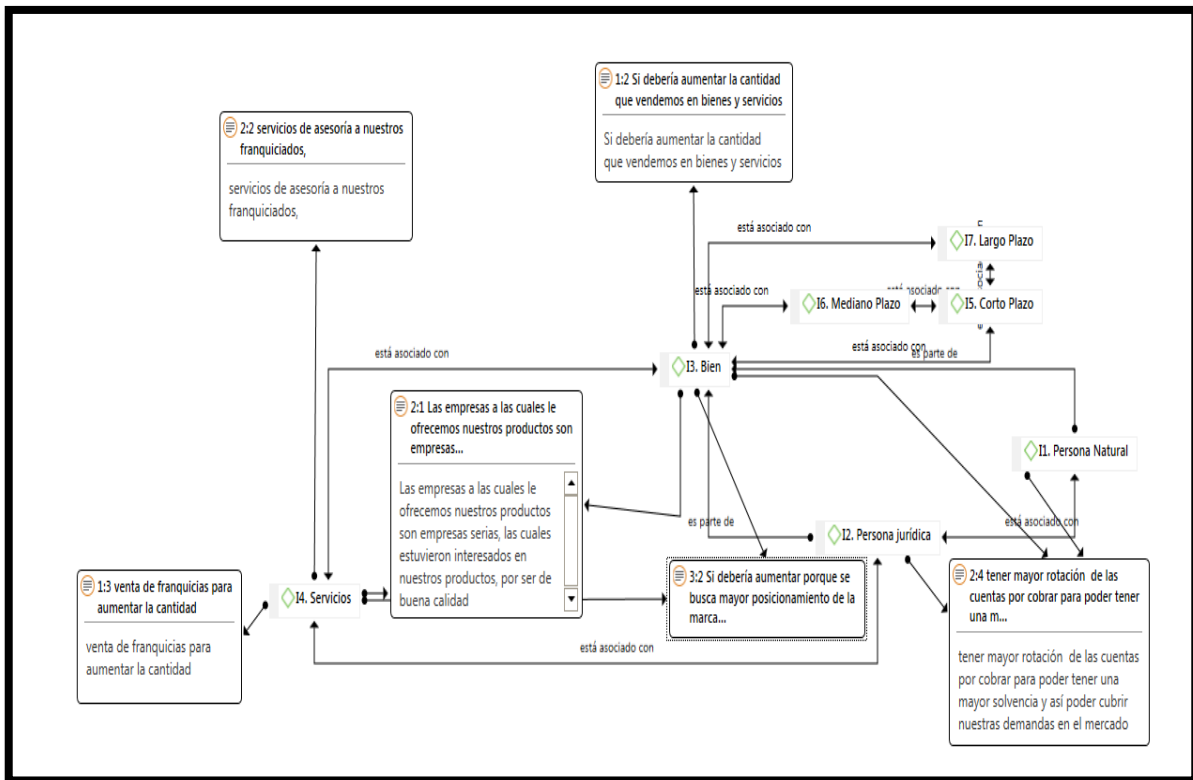 1:2 Si debería aumentar la cantidad
que vendemos en bienes y servicios
Si debería aumentar la cantidad
que vendemos en bienes y servicios
2:2 servicios de asesoría a nuestros
franquiciados,
servicios de asesoría a nuestros
franquiciados,
está asociado con
I7. Largo Plazo
está asociado con
está asociado con
I6. Mediano Plazo
I5. Corto Plazo
está asociado con
está asociado con
es parte de
I3. Bien
2:1 Las empresas a las cuales le
ofrecemos nuestros productos son
empresas...
Las empresas a las cuales le
ofrecemos nuestros productos
son empresas serias, las cuales
estuvieron interesados en
nuestros productos, por ser de
buena calidad
I1. Persona Natural
es parte de
está asociado con
I2. Persona jurídica
1:3 venta de franquicias para
aumentar la cantidad
venta de franquicias para
aumentar la cantidad
I4. Servicios
3:2 Si debería aumentar porque se
busca mayor posicionamiento de la
marca...
2:4 tener mayor rotación de las
cuentas por cobrar para poder tener
una m...
tener mayor rotación de las cuentas
por cobrar para poder tener una
mayor solvencia y así poder cubrir
nuestras demandas en el mercado
está asociado con